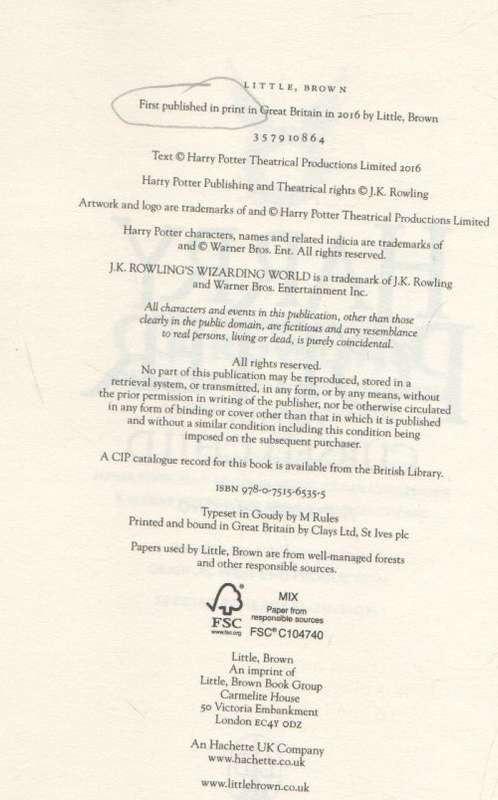 LITTLE, BROWN
First published in print in Great Britain in 2016 by Little, Brown
3 5 7 9 10 8 6 4
Text © Harry Potter Theatrical Productions Limited 2016
Harry Potter Publishing and Theatrical rights © J.K. Rowling
Artwork and logo are trademarks of and © Harry Potter Theatrical Productions Limited
Harry Potter characters, names and related indicia are trademarks of
and © Warner Bros. Ent. All rights reserved.
J.K. ROWLING'S WIZARDING WORLD is a trademark of J.K. Rowling
and Warner Bros. Entertainment Inc.
All characters and events in this publication, other than those
clearly in the public domain, are fictitious and any resemblance
to real persons, living or dead, is purely coincidental.
All rights reserved.
No part of this publication may be reproduced, stored in a
retrieval system, or transmitted, in any form, or by any means, without
the prior permission in writing of the publisher, nor be otherwise circulated
in any form of binding or cover other than that in which it is published
and without a similar condition including this condition being
imposed on the subsequent purchaser.
A CIP catalogue record for this book is available from the British Library.
ISBN 978-0-7515-6535-5
Typeset in Goudy by M Rules
Printed and bound in Great Britain by Clays Ltd, St Ives plc
Papers used by Little, Brown are from well-managed forests
and other responsible sources.
FSC
www.fsc.org
MIX
Paper from
responsible sources
FSC® C104740
Little, Brown
An imprint of
Little, Brown Book Group
Carmelite House
50 Victoria Embankment
London EC4Y 0DZ
An Hachette UK Company
www.hachette.co.uk
www.littlebrown.co.uk